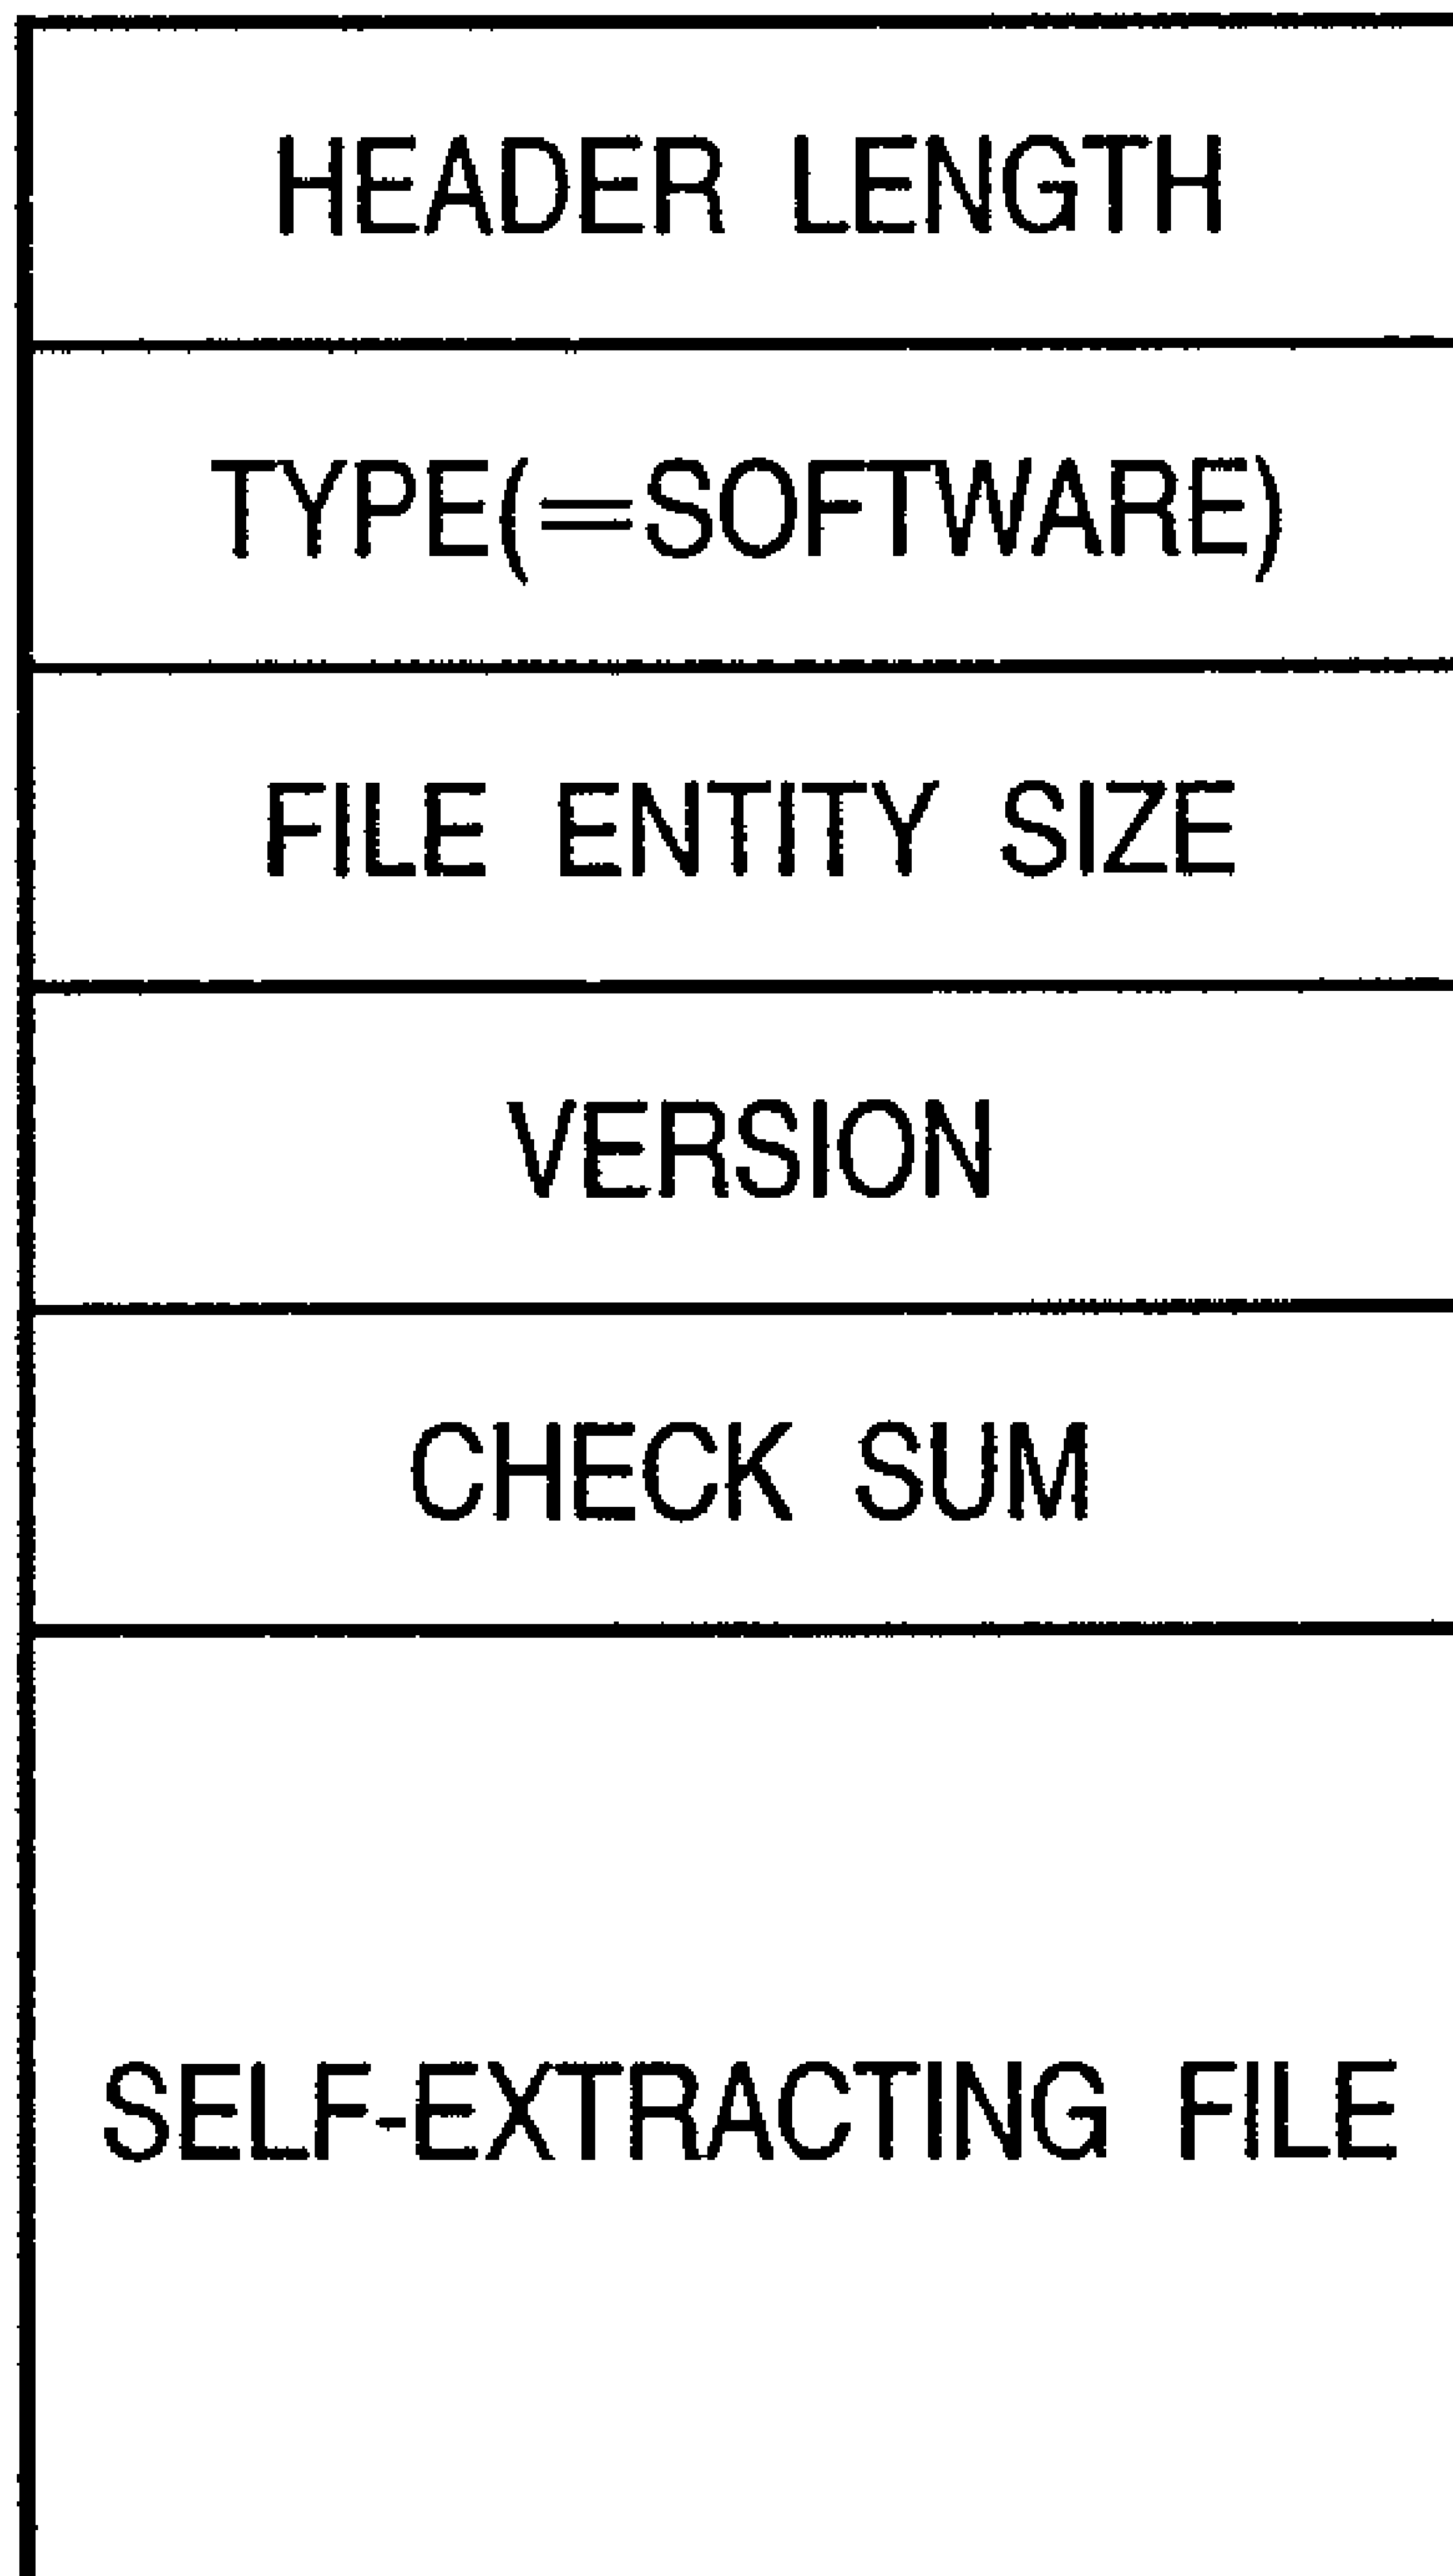 HEADER LENGTH
TYPE(=SOFTWARE)
FILE ENTITY SIZE
VERSION
CHECK SUM
SELF-EXTRACTING FILE